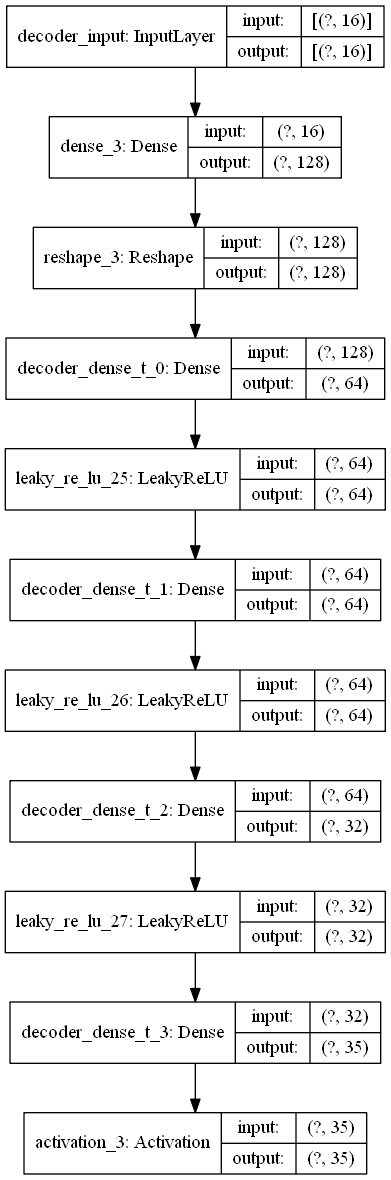 decoder_input: InputLayer
input: [(?, 16)]
output: [(?, 16)]
dense_3: Dense
input: (?, 16)
output: (?, 128)
reshape_3: Reshape
input: (?, 128)
output: (?, 128)
decoder_dense_t_0: Dense
input: (?, 128)
output: (?, 64)
leaky_re_lu_25: LeakyReLU
input: (?, 64)
output: (?, 64)
decoder_dense_t_1: Dense
input: (?, 64)
output: (?, 64)
leaky_re_lu_26: LeakyReLU
input: (?, 64)
output: (?, 64)
decoder_dense_t_2: Dense
input: (?, 64)
output: (?, 32)
leaky_re_lu_27: LeakyReLU
input: (?, 32)
output: (?, 32)
decoder_dense_t_3: Dense
input: (?, 32)
output: (?, 35)
activation_3: Activation
input: (?, 35)
output: (?, 35)